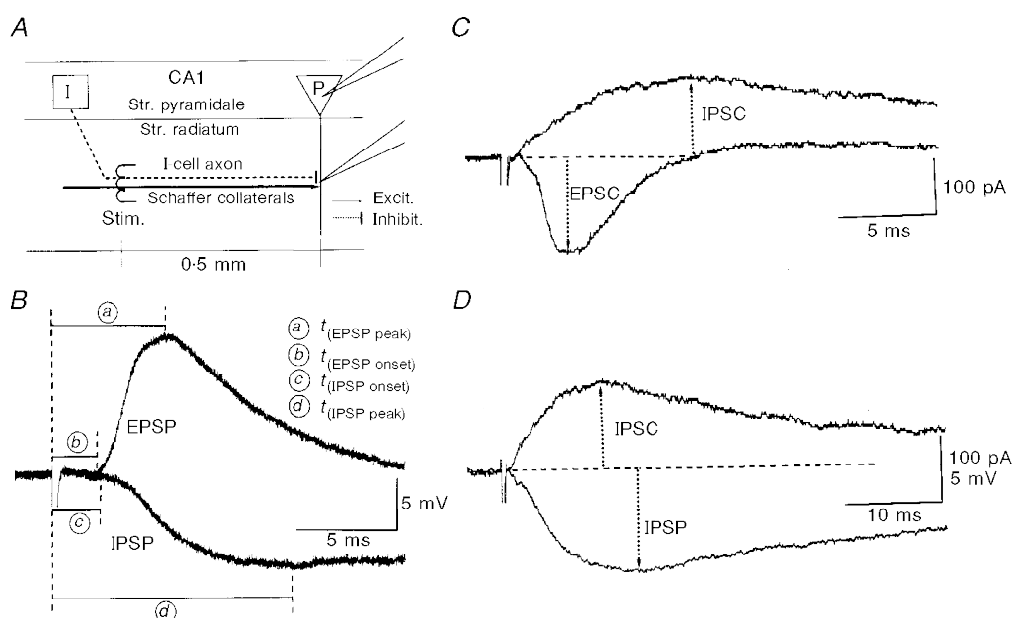 A
I
CA1
P
Str. pyramidale
Str. radiatum
I cell axon
Schaffer collaterals
Stim.
Excit.
Inhibit.
0·5 mm
B
a
b
c
d
EPSP
IPSP
a t(EPSP peak)
b t(EPSP onset)
c t(IPSP onset)
d t(IPSP peak)
5 mV
5 ms
C
IPSC
EPSC
100 pA
5 ms
D
IPSC
IPSP
100 pA
5 mV
10 ms